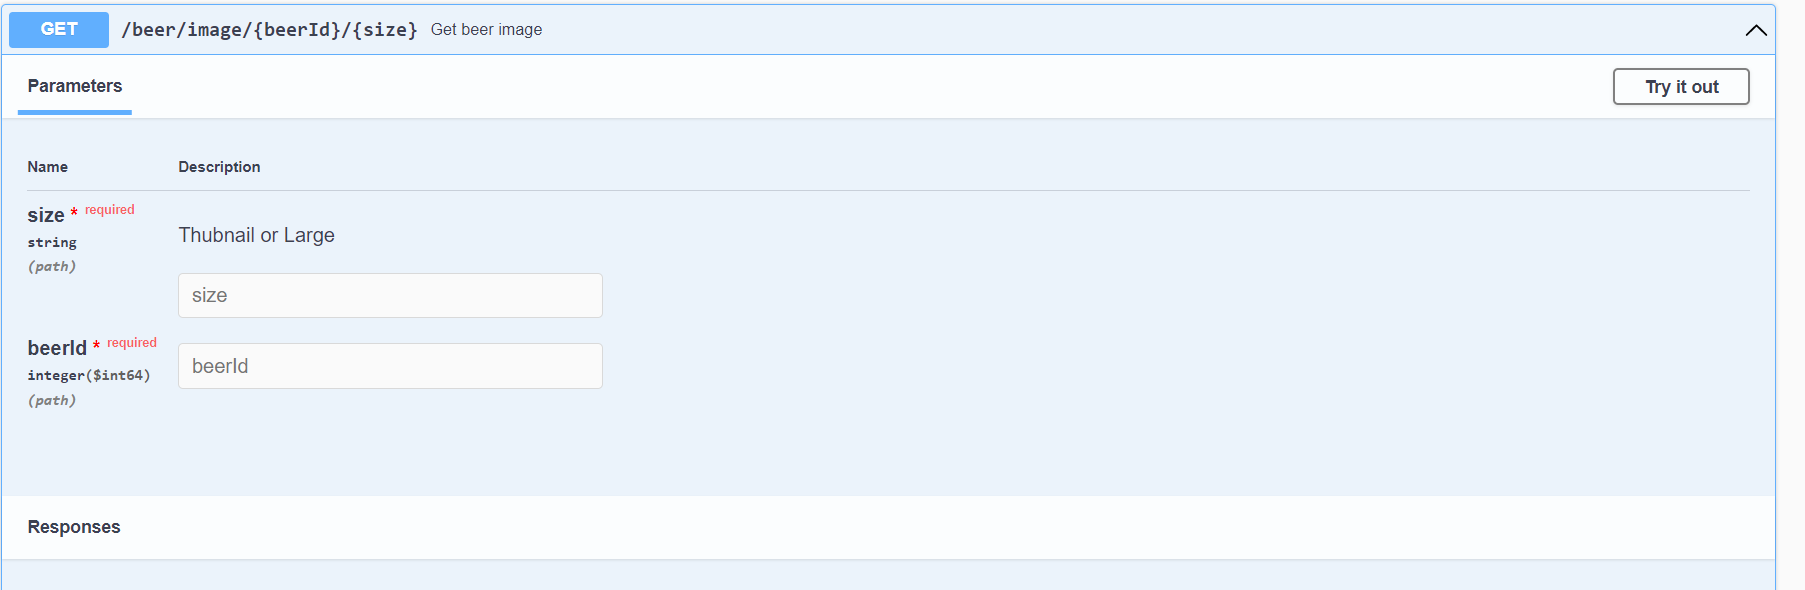 GET /beer/image/{beerId}/{size} Get beer image
Parameters
Try it out
Name Description
size * required
string
(path)
Thubnail or Large
size
beerId * required
integer($int64)
(path)
beerId
Responses